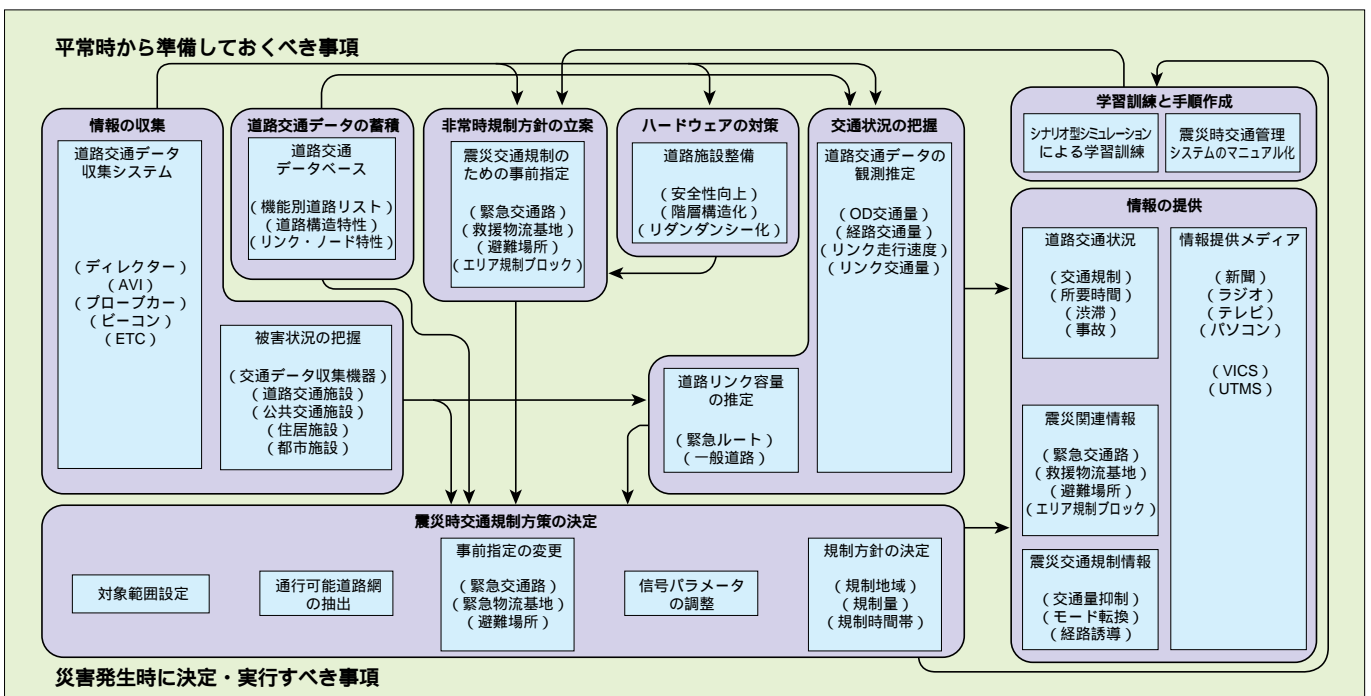 平常時から準備しておくべき事項
情報の収集
道路交通データ
収集システム
（ディレクター）
（AVI）
（プローブカー）
（ビーコン）
（ETC）
被害状況の把握
（交通データ収集機器）
（道路交通施設）
（公共交通施設）
（住居施設）
（都市施設）
道路交通データの蓄積
道路交通
データベース
（機能別道路リスト）
（道路構造特性）
（リンク・ノード特性）
非常時規制方針の立案
震災交通規制の
ための事前指定
（緊急交通路）
（救援物流基地）
（避難場所）
（エリア規制ブロック）
ハードウェアの対策
道路施設整備
（安全性向上）
（階層構造化）
（リダンダンシー化）
交通状況の把握
道路交通データの
観測推定
（OD交通量）
（経路交通量）
（リンク走行速度）
（リンク交通量）
道路リンク容量
の推定
（緊急ルート）
（一般道路）
学習訓練と手順作成
シナリオ型シミュレーション
による学習訓練
震災時交通管理
システムのマニュアル化
情報の提供
道路交通状況
（交通規制）
（所要時間）
（渋滞）
（事故）
情報提供メディア
（新聞）
（ラジオ）
（テレビ）
（パソコン）
（VICS）
（UTMS）
震災関連情報
（緊急交通路）
（救援物流基地）
（避難場所）
（エリア規制ブロック）
震災交通規制情報
（交通量抑制）
（モード転換）
（経路誘導）
震災時交通規制方策の決定
対象範囲設定
通行可能道路網
の抽出
事前指定の変更
（緊急交通路）
（緊急物流基地）
（避難場所）
信号パラメータ
の調整
規制方針の決定
（規制地域）
（規制量）
（規制時間帯）
災害発生時に決定・実行すべき事項